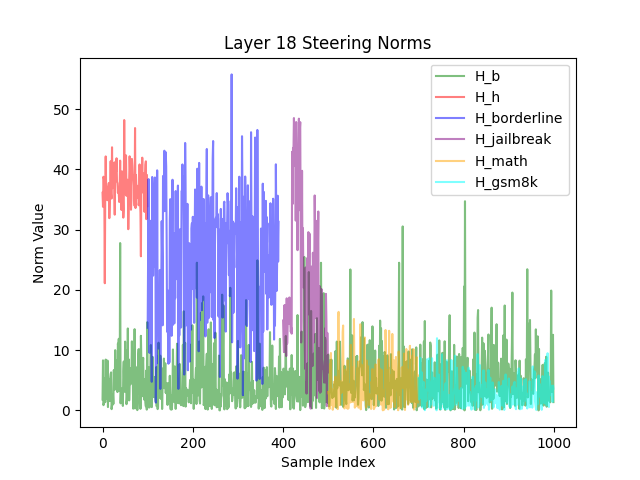 Layer 18 Steering Norms
H_b
H_h
H_borderline
H_jailbreak
H_math
H_gsm8k
Norm Value
50
40
30
20
10
0
0
200
400
600
800
1000
Sample Index